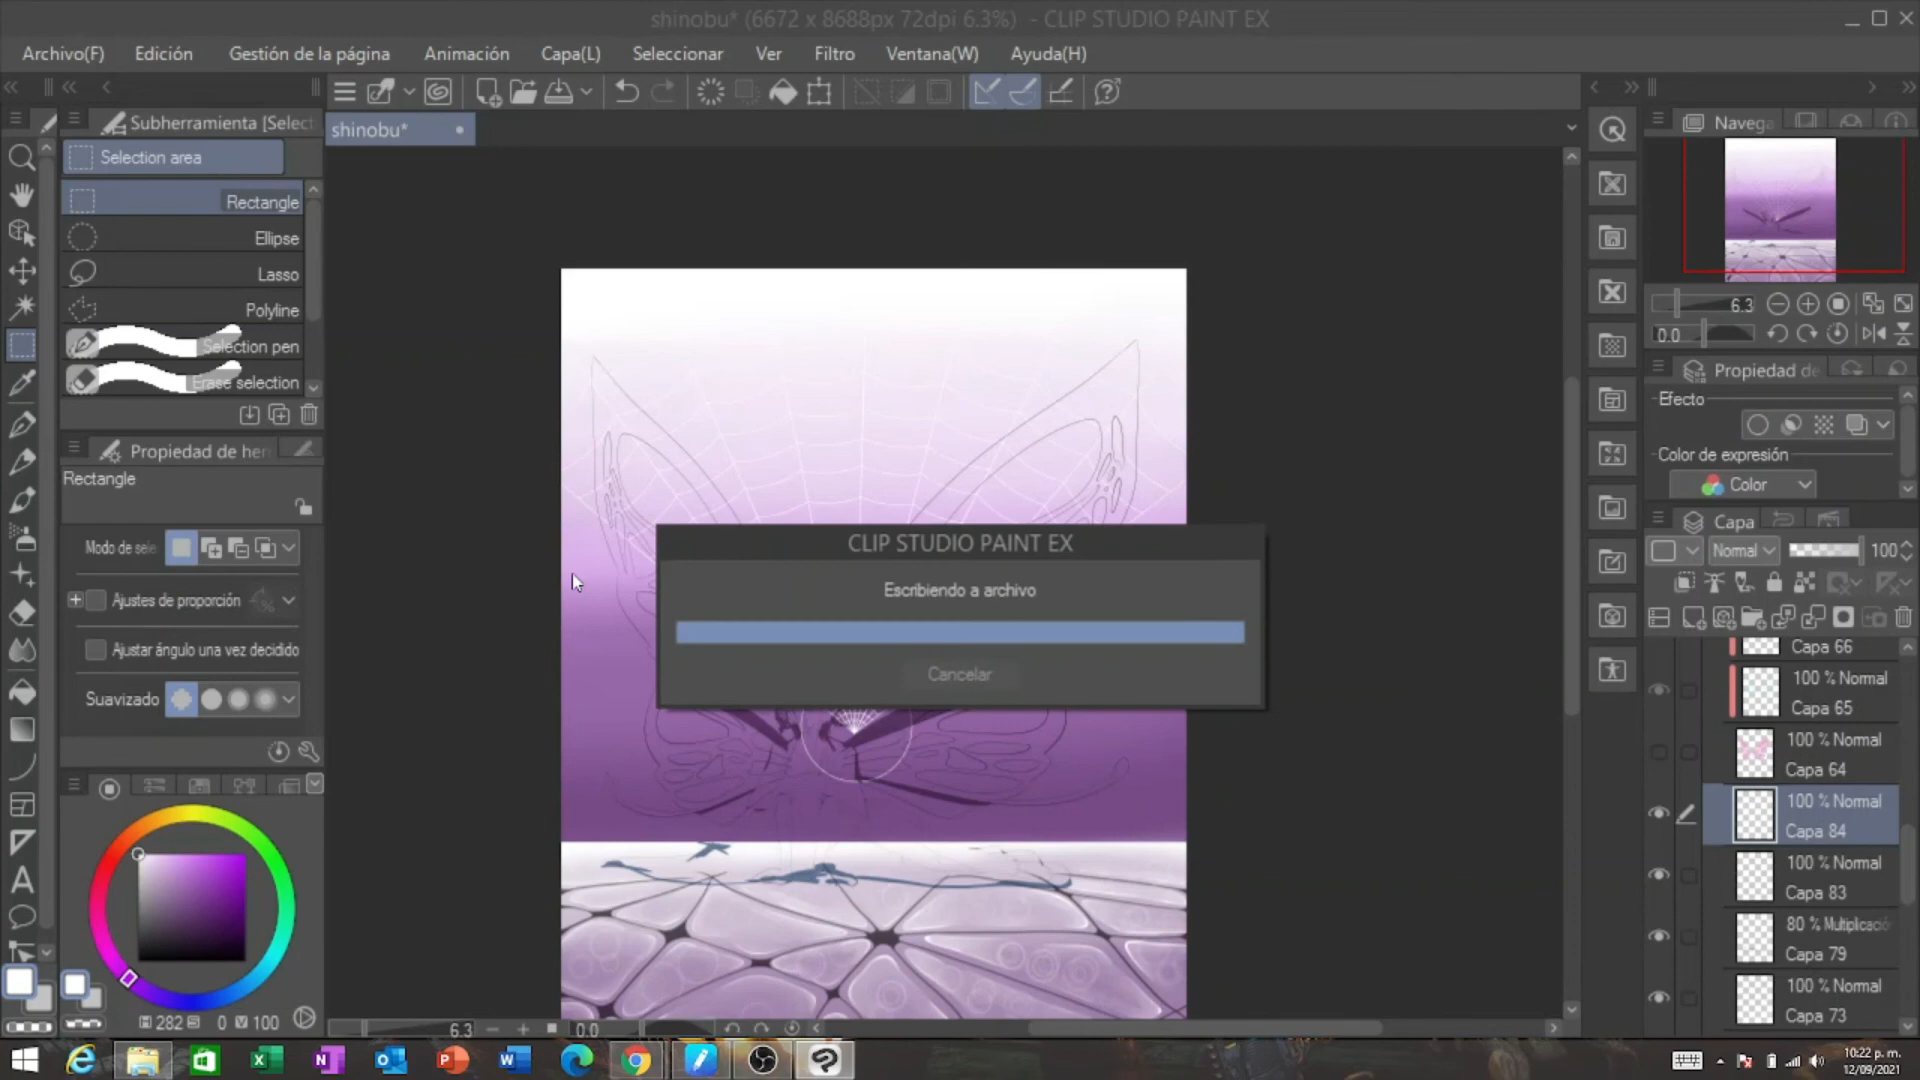 shinobu* (6672 x 8688px 72dpi 6.3%) - CLIP STUDIO PAINT EX
Archivo(F) Edición Gestión de la página Animación Capa(L) Seleccionar Ver Filtro Ventana(W) Ayuda(H)
Subherramienta [Select
shinobu*
Navega
Selection area
Rectangle
Ellipse
Lasso
Polyline
Selection pen
Erase selection
6.3
0.0
Propiedad de
Efecto
Color de expresión
Color
Propiedad de her
Rectangle
Modo de sele
Ajustes de proporción
Ajustar ángulo una vez decidido
Suavizado
CLIP STUDIO PAINT EX
Escribiendo a archivo
Cancelar
Capa
Normal 100
Capa 66
100 % Normal
Capa 65
100 % Normal
Capa 64
100 % Normal
Capa 84
100 % Normal
Capa 83
80 % Multiplicació
Capa 79
100 % Normal
Capa 73
H 282 S 0 V 100
6.3 0.0
10:22 p. m.
12/09/2021